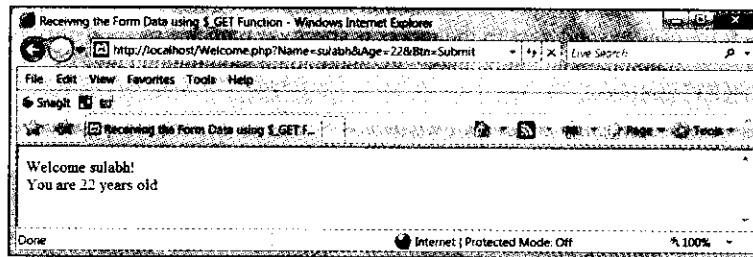 Receiving the Form Data using $_GET Function - Windows Internet Explorer
http://localhost/Welcome.php?Name=sulabh&Age=22&Btn=Submit
Live Search
File Edit View Favorites Tools Help
SnagIt
Receiving the Form Data using $_GET F...
Page Tools
Welcome sulabh!
You are 22 years old
Done
Internet | Protected Mode: Off
100%